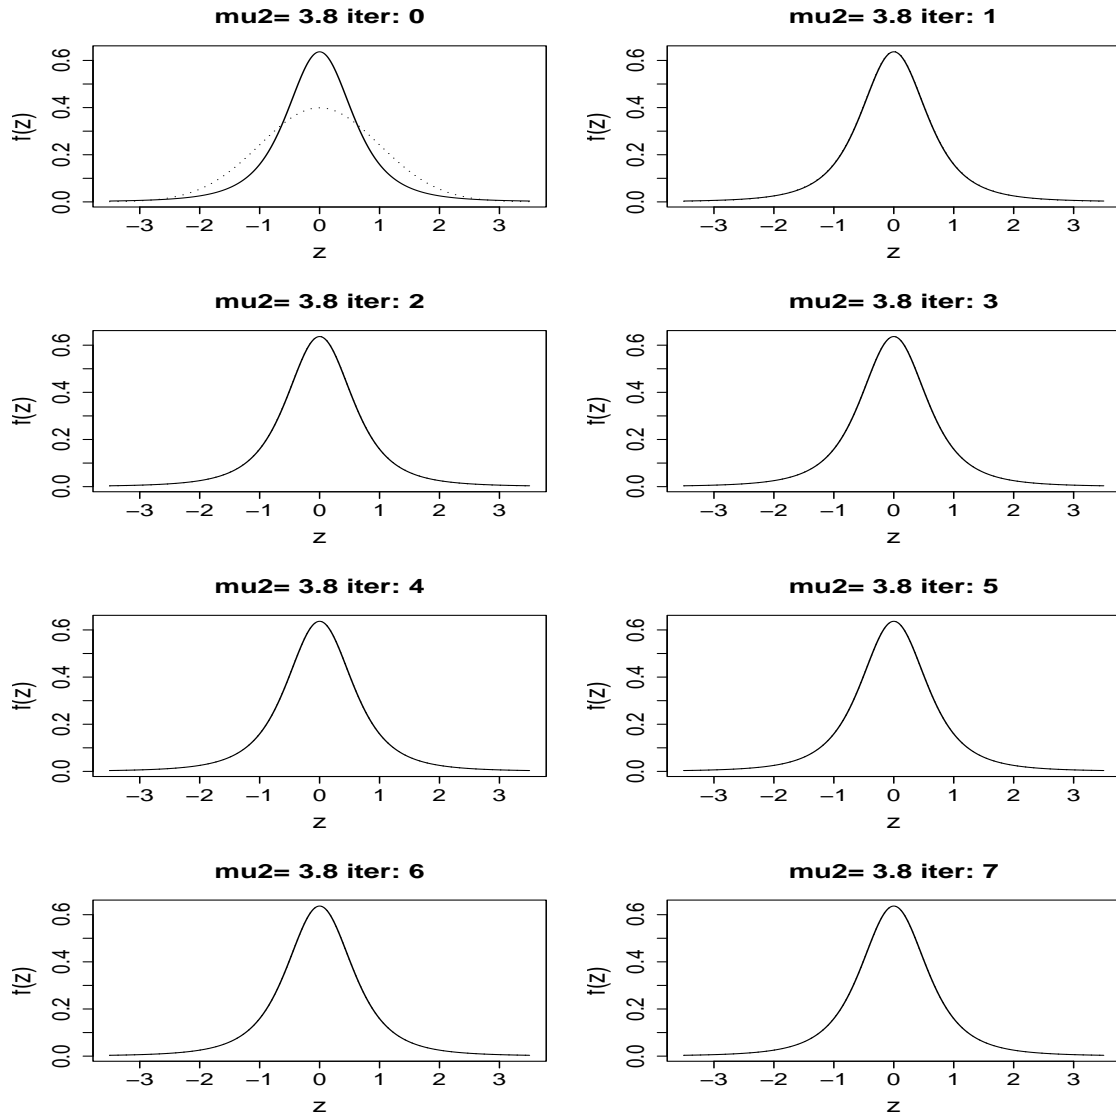 mu2= 3.8 iter: 0
f(z)
0.0 0.2 0.4 0.6
−3 −2 −1 0 1 2 3
z
mu2= 3.8 iter: 1
f(z)
0.0 0.2 0.4 0.6
−3 −2 −1 0 1 2 3
z
mu2= 3.8 iter: 2
f(z)
0.0 0.2 0.4 0.6
−3 −2 −1 0 1 2 3
z
mu2= 3.8 iter: 3
f(z)
0.0 0.2 0.4 0.6
−3 −2 −1 0 1 2 3
z
mu2= 3.8 iter: 4
f(z)
0.0 0.2 0.4 0.6
−3 −2 −1 0 1 2 3
z
mu2= 3.8 iter: 5
f(z)
0.0 0.2 0.4 0.6
−3 −2 −1 0 1 2 3
z
mu2= 3.8 iter: 6
f(z)
0.0 0.2 0.4 0.6
−3 −2 −1 0 1 2 3
z
mu2= 3.8 iter: 7
f(z)
0.0 0.2 0.4 0.6
−3 −2 −1 0 1 2 3
z